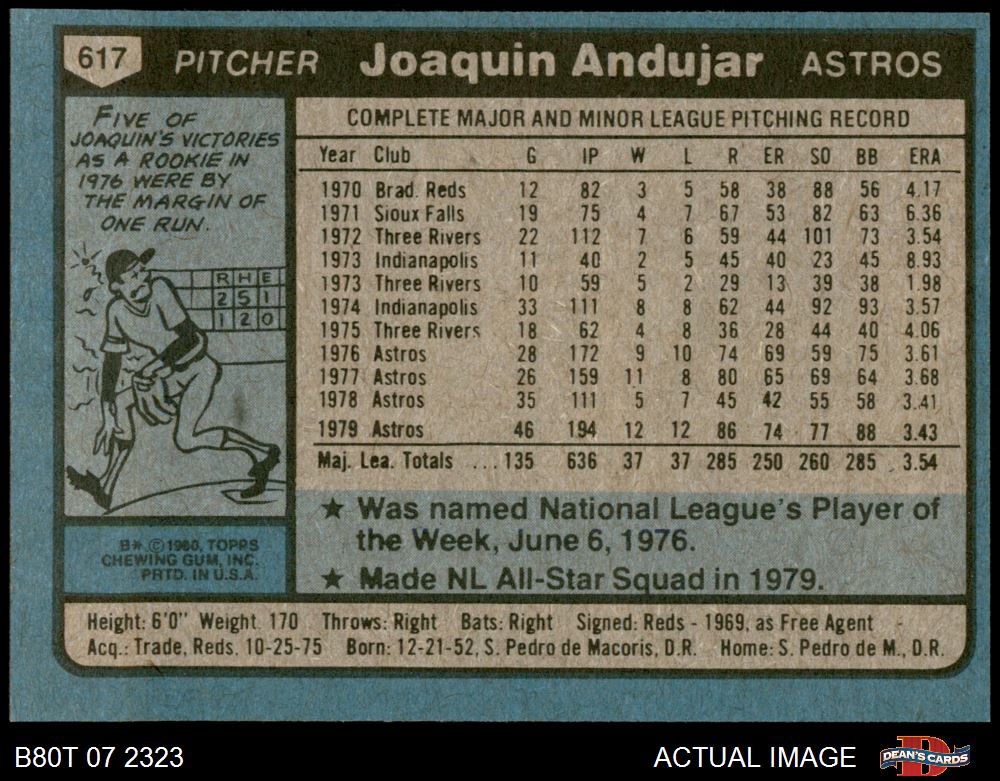 617 PITCHER Joaquin Andujar ASTROS
FIVE OF
JOAQUIN'S VICTORIES
AS A ROOKIE IN
1976 WERE BY
THE MARGIN OF
ONE RUN.
R H E
2 5 1
1 2 0
B* © 1980, TOPPS
CHEWING GUM, INC.
PRTD. IN U.S.A.
COMPLETE MAJOR AND MINOR LEAGUE PITCHING RECORD
Year Club G IP W L R ER SO BB ERA
1970 Brad. Reds 12 82 3 5 58 38 88 56 4.17
1971 Sioux Falls 19 75 4 7 67 53 82 63 6.36
1972 Three Rivers 22 112 7 6 59 44 101 73 3.54
1973 Indianapolis 11 40 2 5 45 40 23 45 8.93
1973 Three Rivers 10 59 5 2 29 13 39 38 1.98
1974 Indianapolis 33 111 8 8 62 44 92 93 3.57
1975 Three Rivers 18 62 4 8 36 28 44 40 4.06
1976 Astros 28 172 9 10 74 69 59 75 3.61
1977 Astros 26 159 11 8 80 65 69 64 3.68
1978 Astros 35 111 5 7 45 42 55 58 3.41
1979 Astros 46 194 12 12 86 74 77 88 3.43
Maj. Lea. Totals ...135 636 37 37 285 250 260 285 3.54
★ Was named National League's Player of
the Week, June 6, 1976.
★ Made NL All-Star Squad in 1979.
Height: 6'0" Weight 170 Throws: Right Bats: Right Signed: Reds - 1969, as Free Agent
Acq.: Trade, Reds, 10-25-75 Born: 12-21-52, S. Pedro de Macoris, D.R. Home: S. Pedro de M., D.R.
B80T 07 2323 ACTUAL IMAGE DEAN'S CARDS